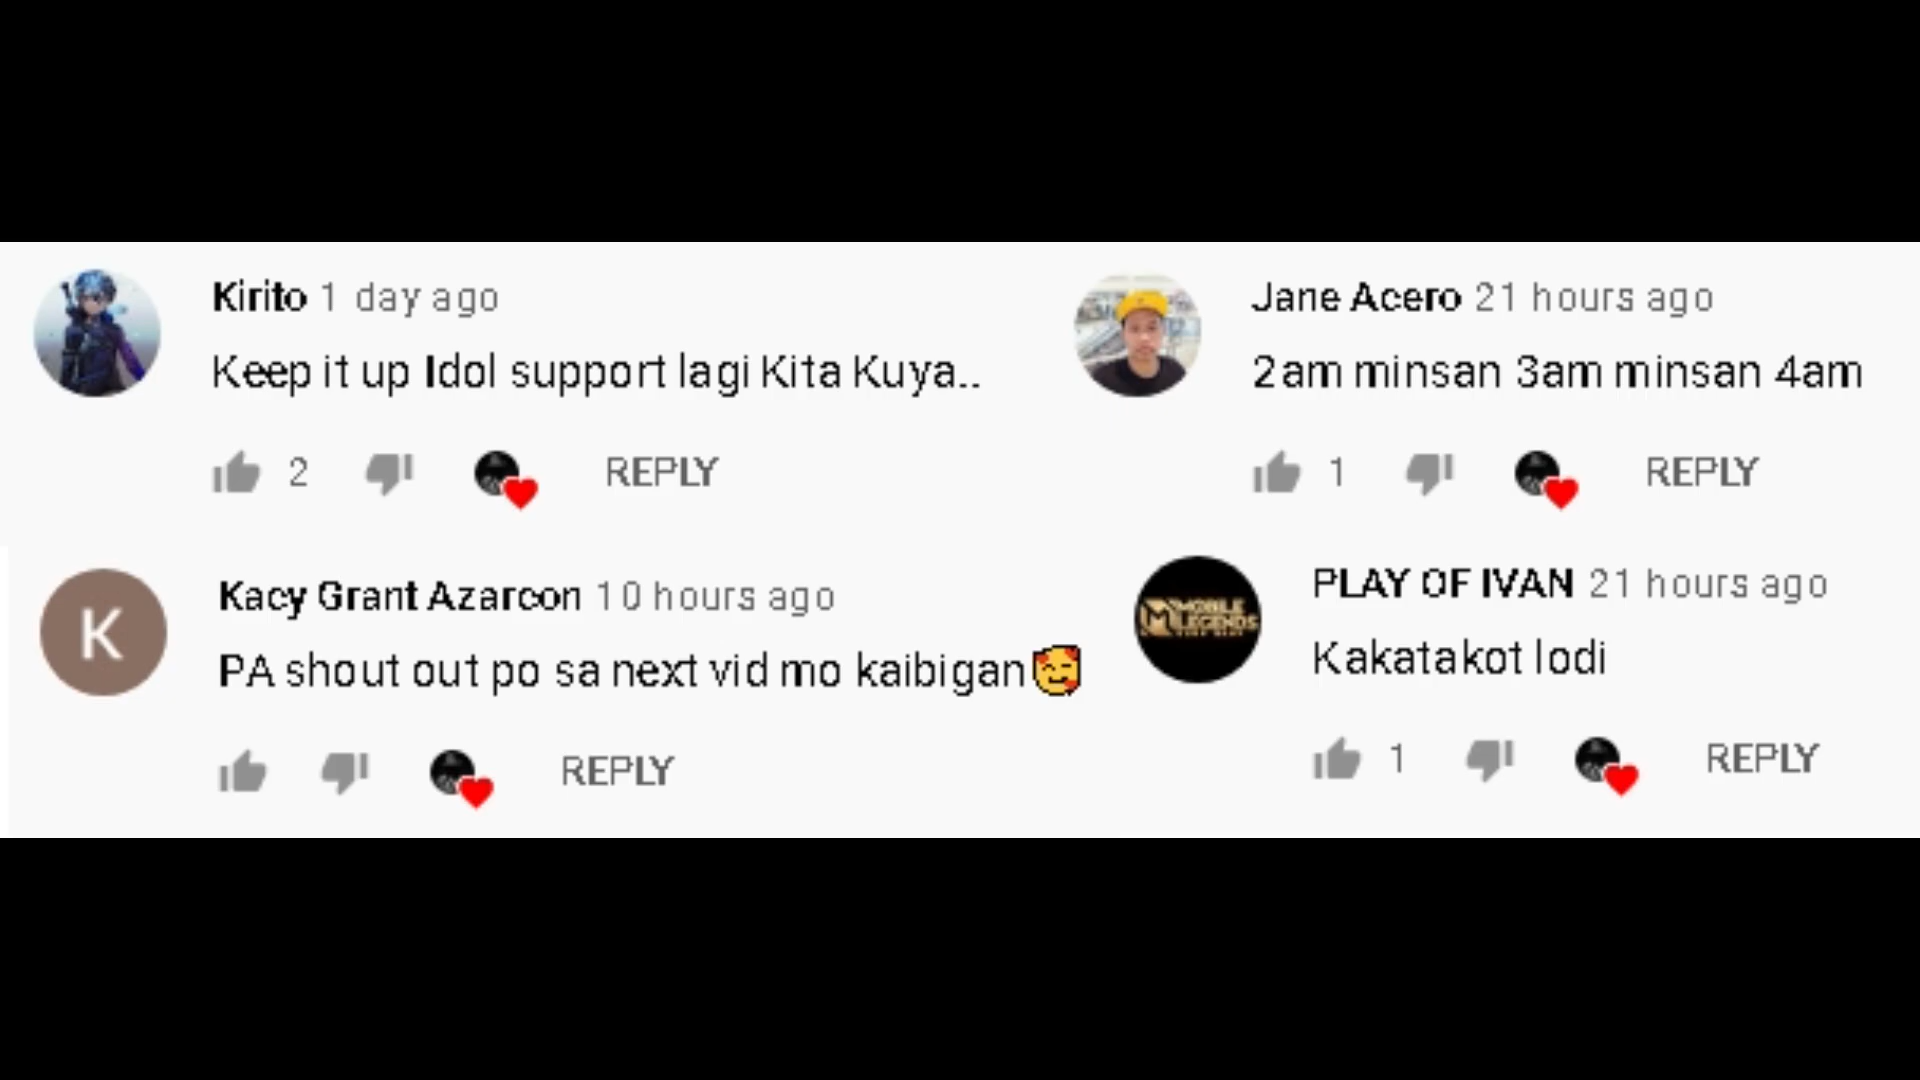 Kirito 1 day ago
Keep it up Idol support lagi Kita Kuya..
2 REPLY
Jane Acero 21 hours ago
2am minsan 3am minsan 4am
1 REPLY
K
Kacy Grant Azarcon 10 hours ago
PA shout out po sa next vid mo kaibigan🥰
REPLY
MOBILE
LEGENDS
PLAY OF IVAN 21 hours ago
Kakatakot lodi
1 REPLY